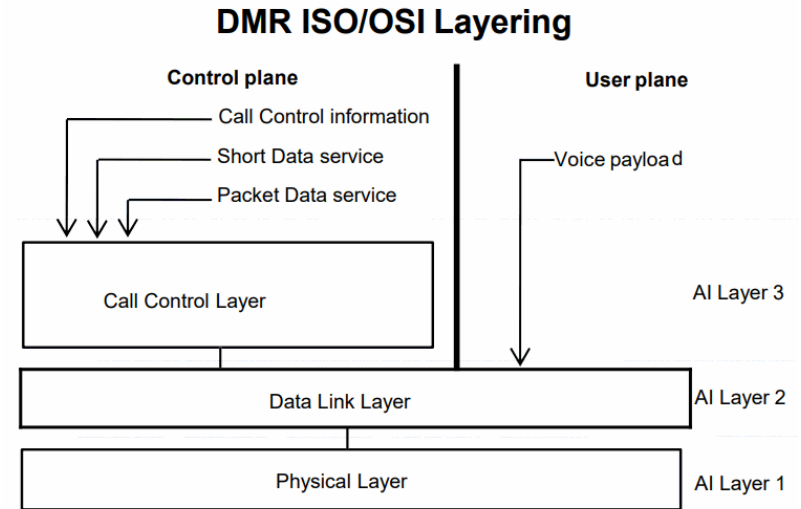 DMR ISO/OSI Layering
Control plane
User plane
Call Control information
Short Data service
Packet Data service
Voice payload
Call Control Layer
AI Layer 3
Data Link Layer
AI Layer 2
Physical Layer
AI Layer 1